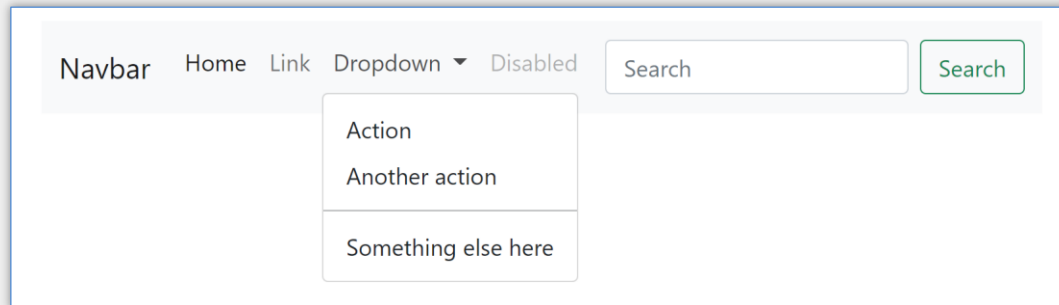 Navbar Home Link Dropdown Disabled Search Search
Action
Another action
Something else here